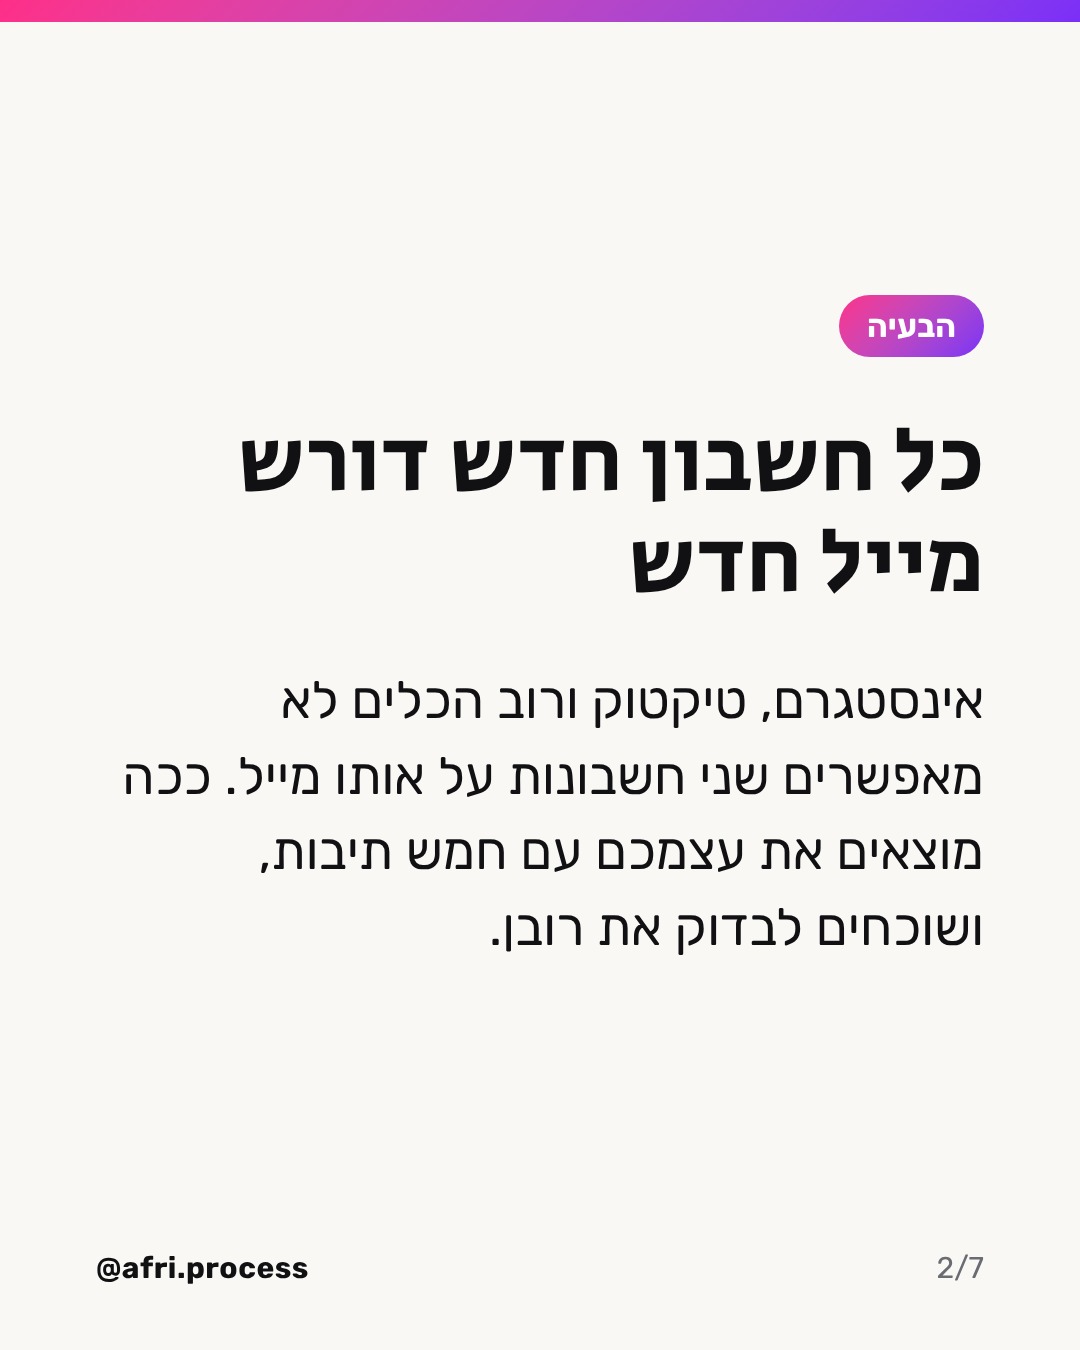 הבעיה
כל חשבון חדש דורש
מייל חדש
אינסטגרם, טיקטוק ורוב הכלים לא
מאפשרים שני חשבונות על אותו מייל. ככה
מוצאים את עצמכם עם חמש תיבות,
ושוכחים לבדוק את רובן.
2/7
@afri.process